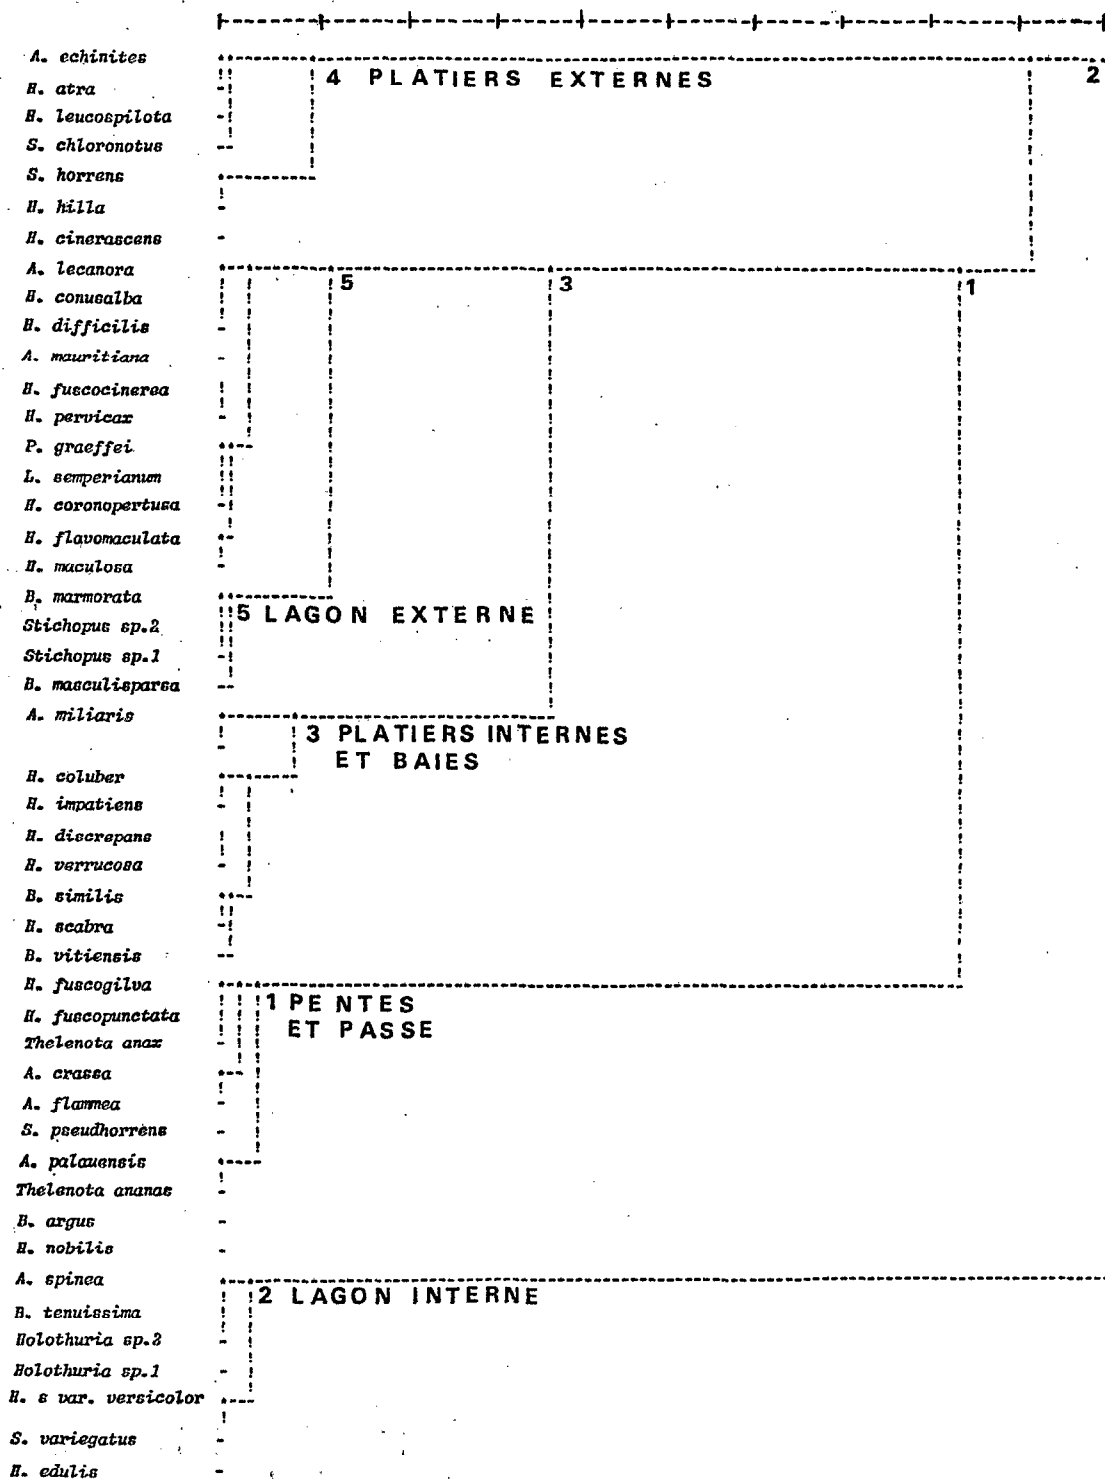 A. echinites
4 PLATIERS EXTERNES 2
H. atra
H. leucospilota
S. chloronotus
S. horrens
H. hilla
H. cinerascens
A. lecanora
5 3 1
H. conusalba
H. difficilis
A. mauritiana
H. fuscocinerea
H. pervicax
P. graeffei
L. semperianum
H. coronopertusa
H. flavomaculata
H. maculosa
B. marmorata
5 LAGON EXTERNE
Stichopus sp.2
Stichopus sp.1
B. masculisparsa
A. miliaris
3 PLATIERS INTERNES
ET BAIES
H. coluber
H. impatiens
H. discrepans
H. verrucosa
B. similis
H. scabra
B. vitiensis
H. fuscogilva
1 PENTES
H. fuscopunctata
ET PASSE
Thelenota anax
A. crassa
A. flammea
S. pseudhorrens
A. palauensis
Thelenota ananas
B. argus
H. nobilis
A. spinea
2 LAGON INTERNE
B. tenuissima
Holothuria sp.2
Holothuria sp.1
H. s var. versicolor
S. variegatus
H. edulis